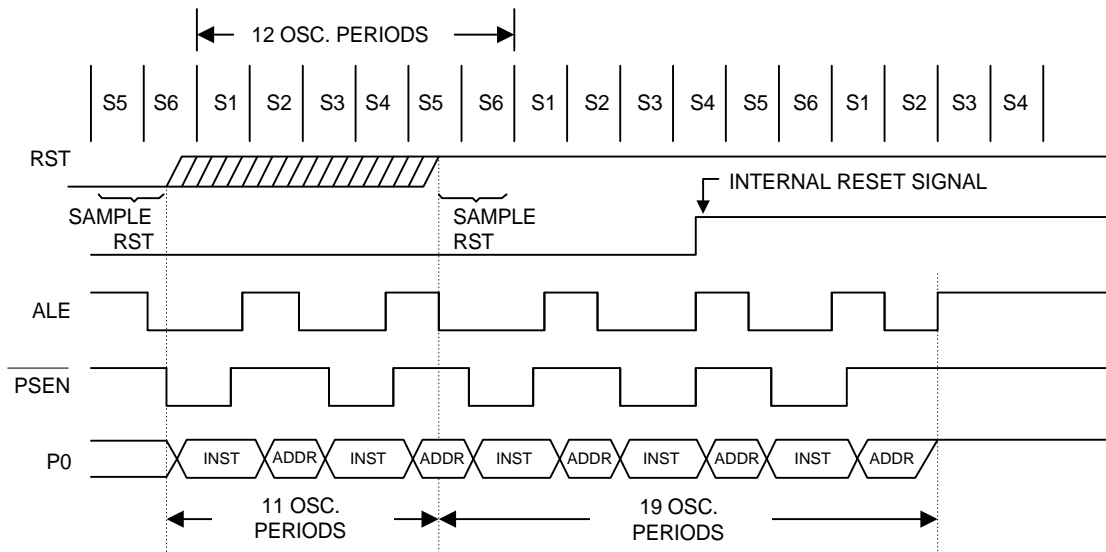 12 OSC. PERIODS
S5 S6 S1 S2 S3 S4 S5 S6 S1 S2 S3 S4 S5 S6 S1 S2 S3 S4
RST
INTERNAL RESET SIGNAL
SAMPLE SAMPLE
RST RST
ALE
PSEN
P0 INST ADDR INST ADDR INST ADDR INST ADDR INST ADDR
11 OSC. 19 OSC.
PERIODS PERIODS